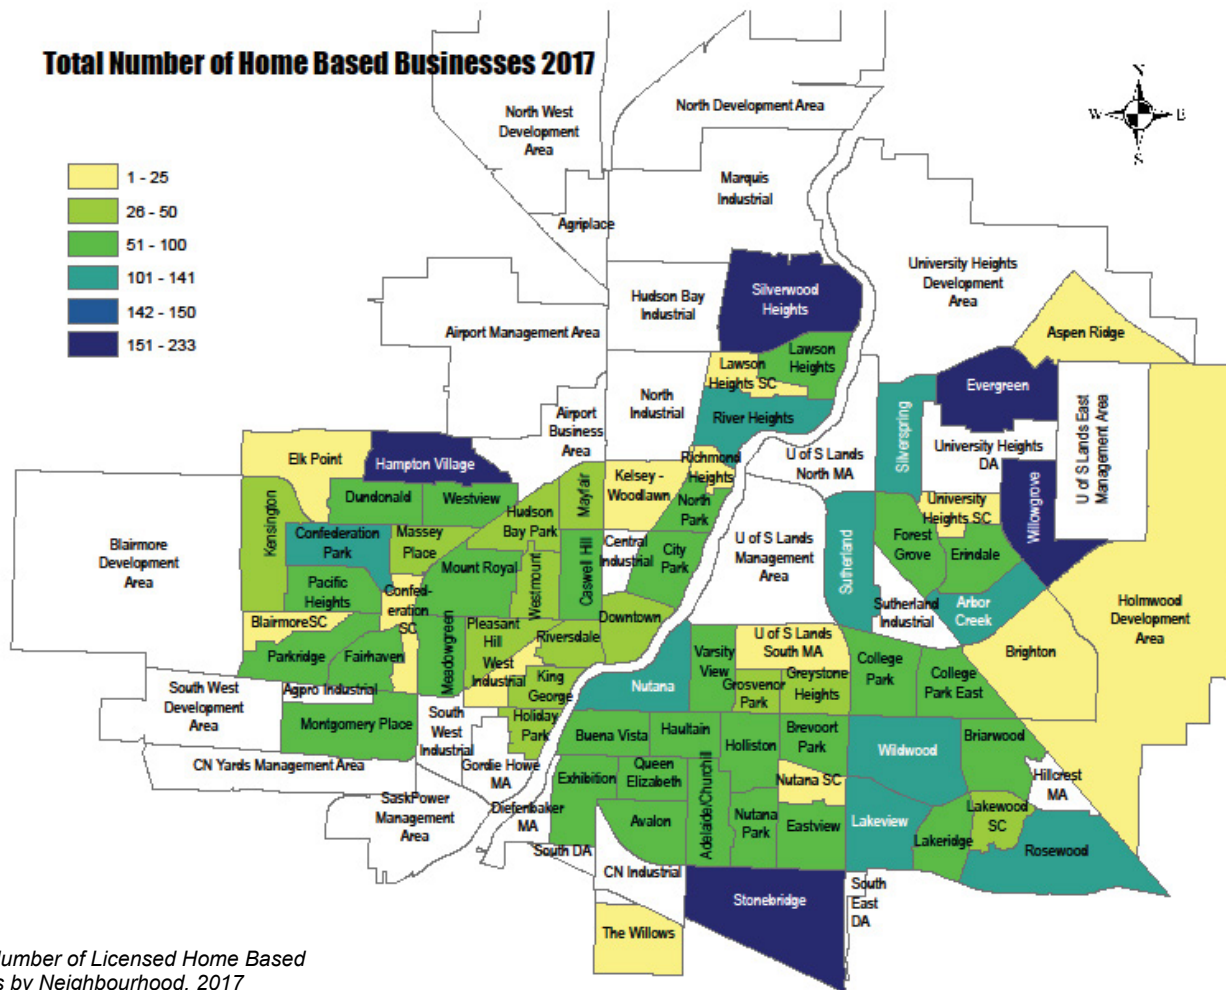 Total Number of Home Based Businesses 2017
N
W
E
S
1 - 25
26 - 50
51 - 100
101 - 141
142 - 150
151 - 233
North West
Development
Area
North Development Area
Marquis
Industrial
Agriplace
University Heights
Development
Area
Hudson Bay
Industrial
Silverwood
Heights
Airport Management Area
Aspen Ridge
Lawson
Heights
Lawson
Heights SC
Evergreen
North
Industrial
River Heights
Airport
Business
Area
Silverspring
University Heights
DA
U of S Lands East
Management Area
U of S Lands
North MA
Elk Point
Hampton Village
Richmond
Heights
Kelsey -
Woodlawn
Dundonald
Westview
Mayfair
Kensington
Hudson
Bay Park
North
Park
University
Heights SC
Willowgrove
Confederation
Park
Massey
Place
Forest
Grove
Erindale
Blairmore
Development
Area
Central
Industrial
City
Park
U of S Lands
Management
Area
Sutherland
Mount Royal
Westmount
Caswell Hill
Pacific
Heights
Confed-
eration
SC
Sutherland
Industrial
Arbor
Creek
Holmwood
Development
Area
BlairmoreSC
Pleasant
Hill
Riversdale
Downtown
U of S Lands
South MA
Brighton
Parkridge
Fairhaven
Meadowgreen
West
Industrial
King
George
Varsity
View
Greystone
Heights
College
Park
College
Park East
South West
Development
Area
Agpro Industrial
Nutana
Grosvenor
Park
Montgomery Place
South
West
Industrial
Holiday
Park
Buena Vista
Haultain
Brevoort
Park
Holliston
Wildwood
Briarwood
CN Yards Management Area
Gordie Howe
MA
Exhibition
Queen
Elizabeth
Nutana SC
Hillcrest
MA
SaskPower
Management
Area
Diefenbaker
MA
Avalon
Adelaide/Churchill
Nutana
Park
Eastview
Lakeview
Lakewood
SC
Lakeridge
Rosewood
South DA
CN Industrial
Stonebridge
South
East
DA
The Willows
umber of Licensed Home Based
s by Neighbourhood, 2017